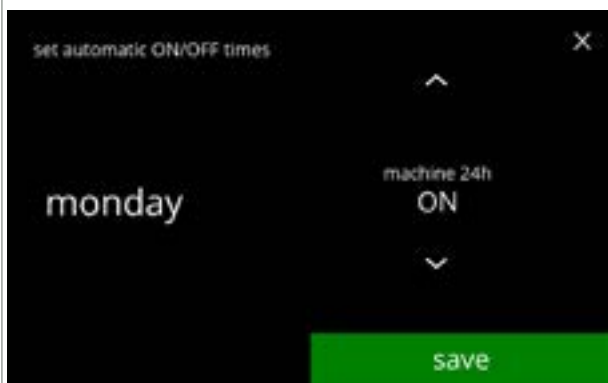 set automatic ON/OFF times
monday
machine 24h
ON
save